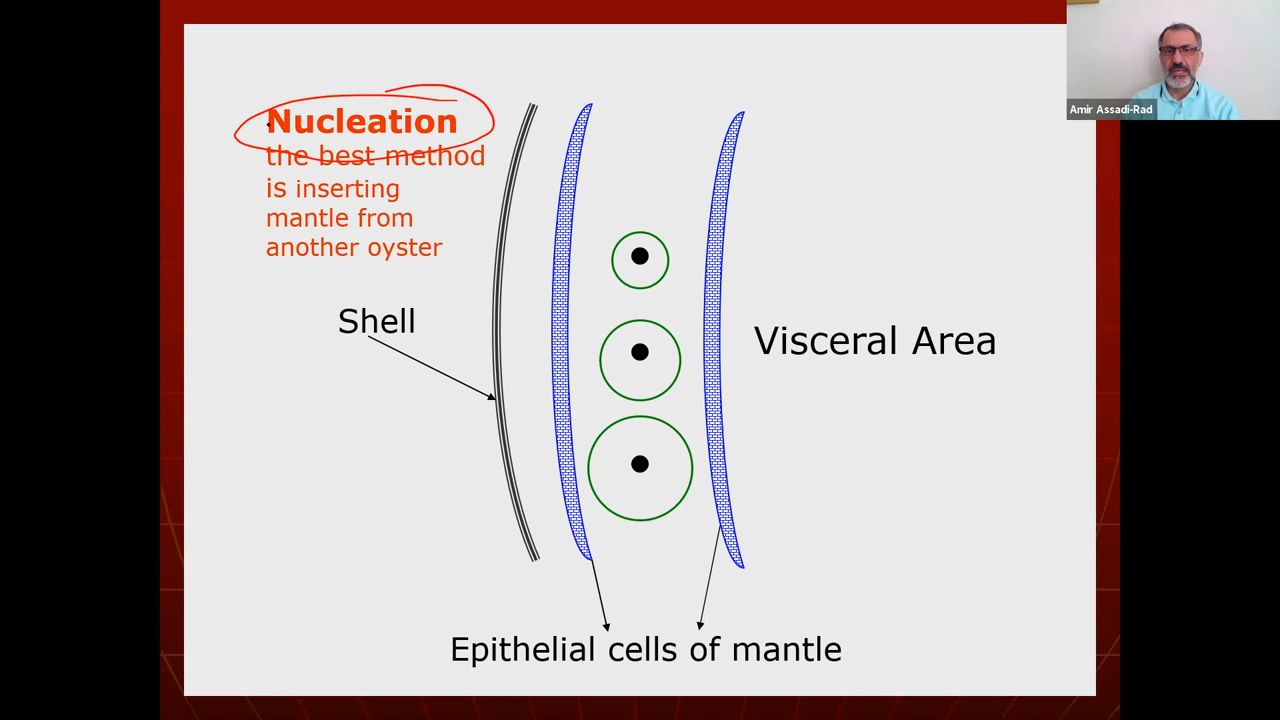 Nucleation
the best method
is inserting
mantle from
another oyster
Shell
Visceral Area
Epithelial cells of mantle
Amir Assadi-Rad